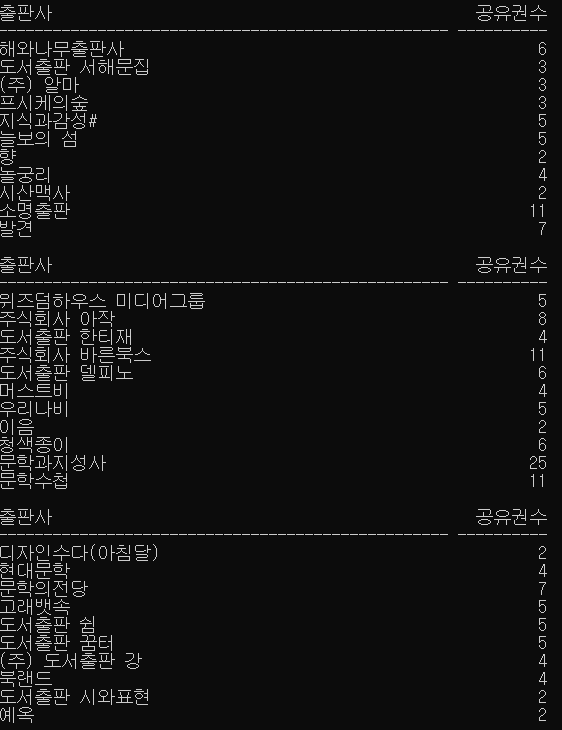 출판사 공유권수
해와나무출판사 6
도서출판 서해문집 3
(주) 알마 3
프시케의숲 3
지식과감성# 5
늘보의 섬 5
향 2
놀궁리 4
시산맥사 2
소명출판 11
발견 7
출판사 공유권수
위즈덤하우스 미디어그룹 5
주식회사 아작 8
도서출판 한티재 4
주식회사 바른북스 11
도서출판 델피노 6
머스트비 4
우리나비 5
이음 2
청색종이 6
문학과지성사 25
문학수첩 11
출판사 공유권수
디자인수다(아침달) 2
현대문학 4
문학의전당 7
고래뱃속 5
도서출판 쉼 5
도서출판 꿈터 5
(주) 도서출판 강 4
북랜드 4
도서출판 시와표현 2
예옥 2